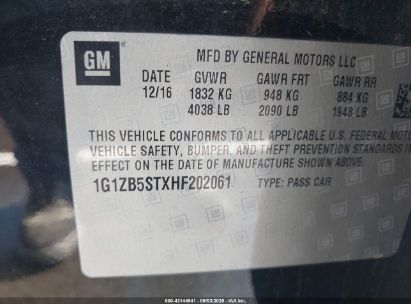 GM
MFD BY GENERAL MOTORS LLC
DATE GVWR GAWR FRT GAWR RR
12/16 1832 KG 948 KG 884 KG
4038 LB 2090 LB 1948 LB
THIS VEHICLE CONFORMS TO ALL APPLICABLE U.S. FEDERAL MOTOR
VEHICLE SAFETY, BUMPER, AND THEFT PREVENTION STANDARDS IN
EFFECT ON THE DATE OF MANUFACTURE SHOWN ABOVE.
1G1ZB5STXHF202061 TYPE: PASS CAR